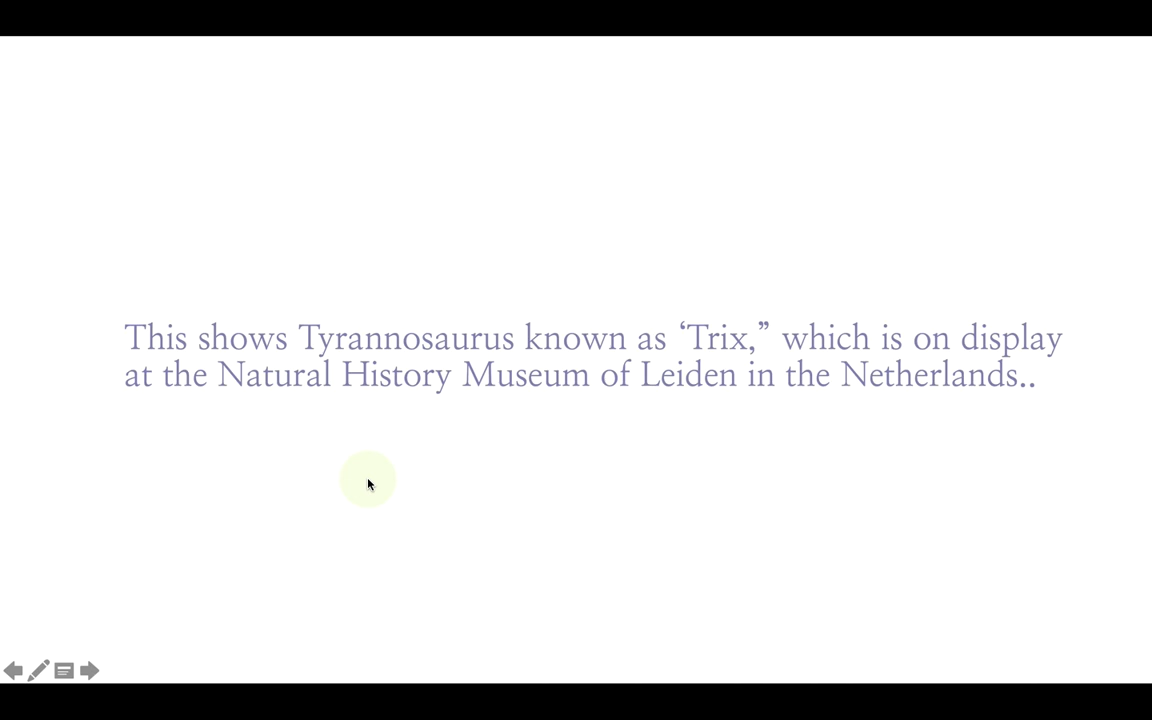 This shows Tyrannosaurus known as ‘Trix,” which is on display
at the Natural History Museum of Leiden in the Netherlands..